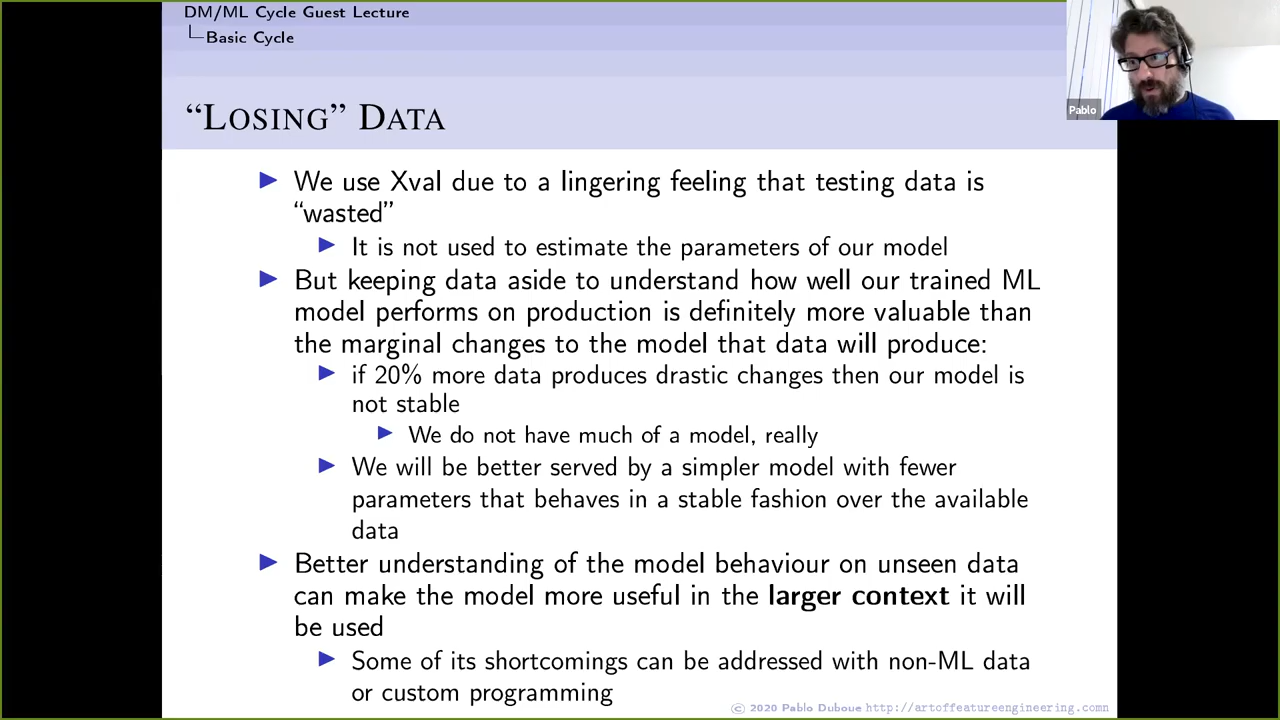 DM/ML Cycle Guest Lecture
Basic Cycle
“LOSING” DATA
We use Xval due to a lingering feeling that testing data is
“wasted”
It is not used to estimate the parameters of our model
But keeping data aside to understand how well our trained ML
model performs on production is definitely more valuable than
the marginal changes to the model that data will produce:
if 20% more data produces drastic changes then our model is
not stable
We do not have much of a model, really
We will be better served by a simpler model with fewer
parameters that behaves in a stable fashion over the available
data
Better understanding of the model behaviour on unseen data
can make the model more useful in the larger context it will
be used
Some of its shortcomings can be addressed with non-ML data
or custom programming
© 2020 Pablo Duboue http://artoffeatureengineering.comn
Pablo